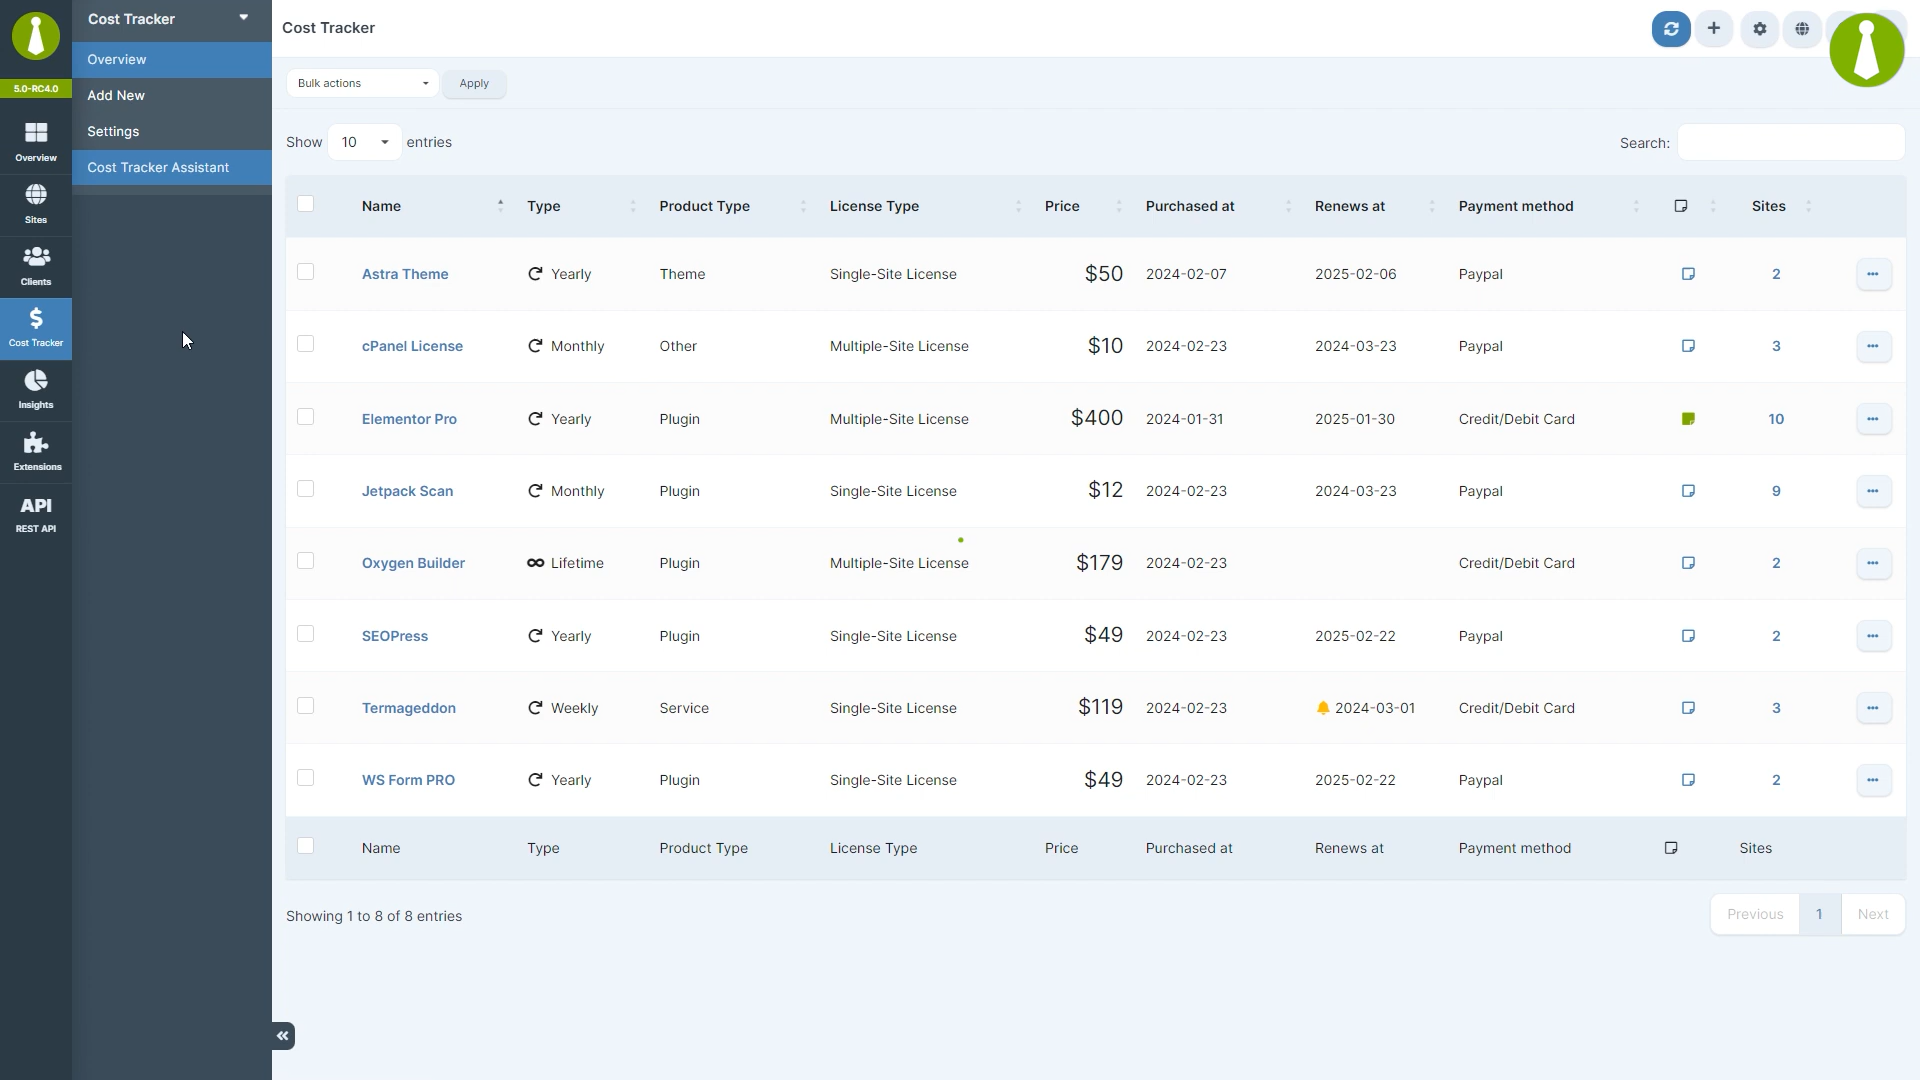 Cost Tracker
Cost Tracker
5.0-RC4.0
Overview
Add New
Settings
Cost Tracker Assistant
Overview
Sites
Clients
Cost Tracker
Insights
Extensions
API
REST API
Bulk actions
Apply
Show 10 entries
Search:
Name Type Product Type License Type Price Purchased at Renews at Payment method Sites
Astra Theme Yearly Theme Single-Site License $50 2024-02-07 2025-02-06 Paypal 2
cPanel License Monthly Other Multiple-Site License $10 2024-02-23 2024-03-23 Paypal 3
Elementor Pro Yearly Plugin Multiple-Site License $400 2024-01-31 2025-01-30 Credit/Debit Card 10
Jetpack Scan Monthly Plugin Single-Site License $12 2024-02-23 2024-03-23 Paypal 9
Oxygen Builder Lifetime Plugin Multiple-Site License $179 2024-02-23 Credit/Debit Card 2
SEOPress Yearly Plugin Single-Site License $49 2024-02-23 2025-02-22 Paypal 2
Termageddon Weekly Service Single-Site License $119 2024-02-23 2024-03-01 Credit/Debit Card 3
WS Form PRO Yearly Plugin Single-Site License $49 2024-02-23 2025-02-22 Paypal 2
Name Type Product Type License Type Price Purchased at Renews at Payment method Sites
Showing 1 to 8 of 8 entries
Previous 1 Next